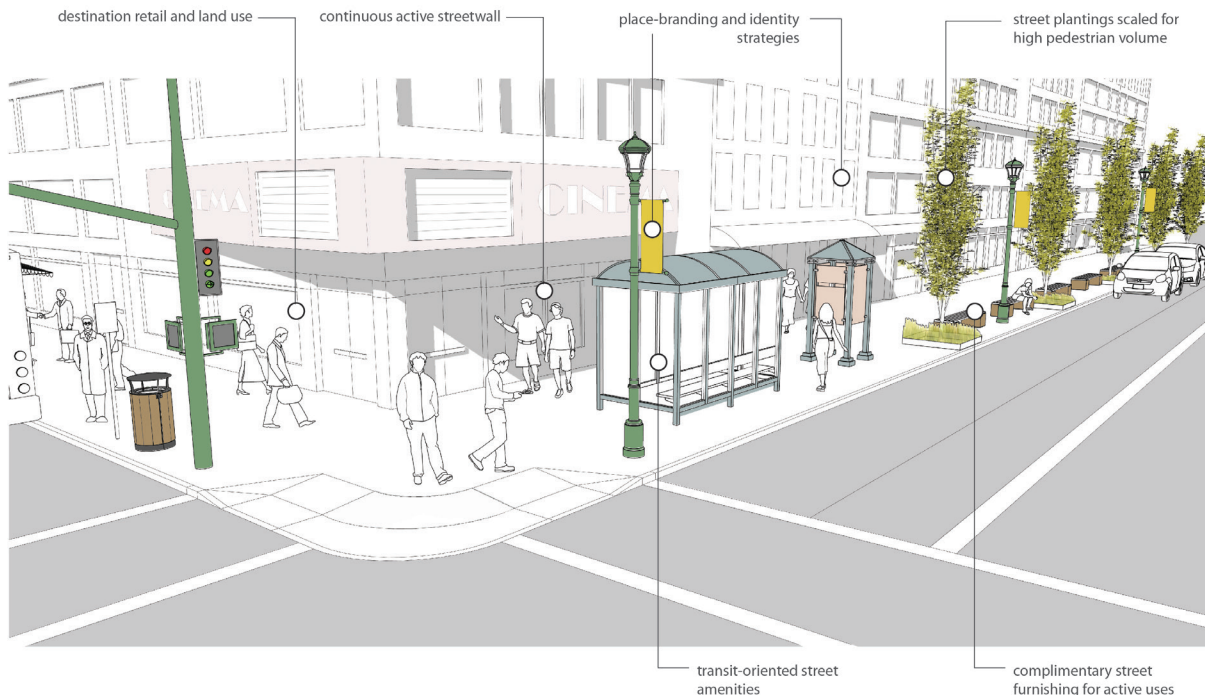 destination retail and land use
continuous active streetwall
place-branding and identity
strategies
street plantings scaled for
high pedestrian volume
CINEMA
CINEMA
transit-oriented street
amenities
complimentary street
furnishing for active uses